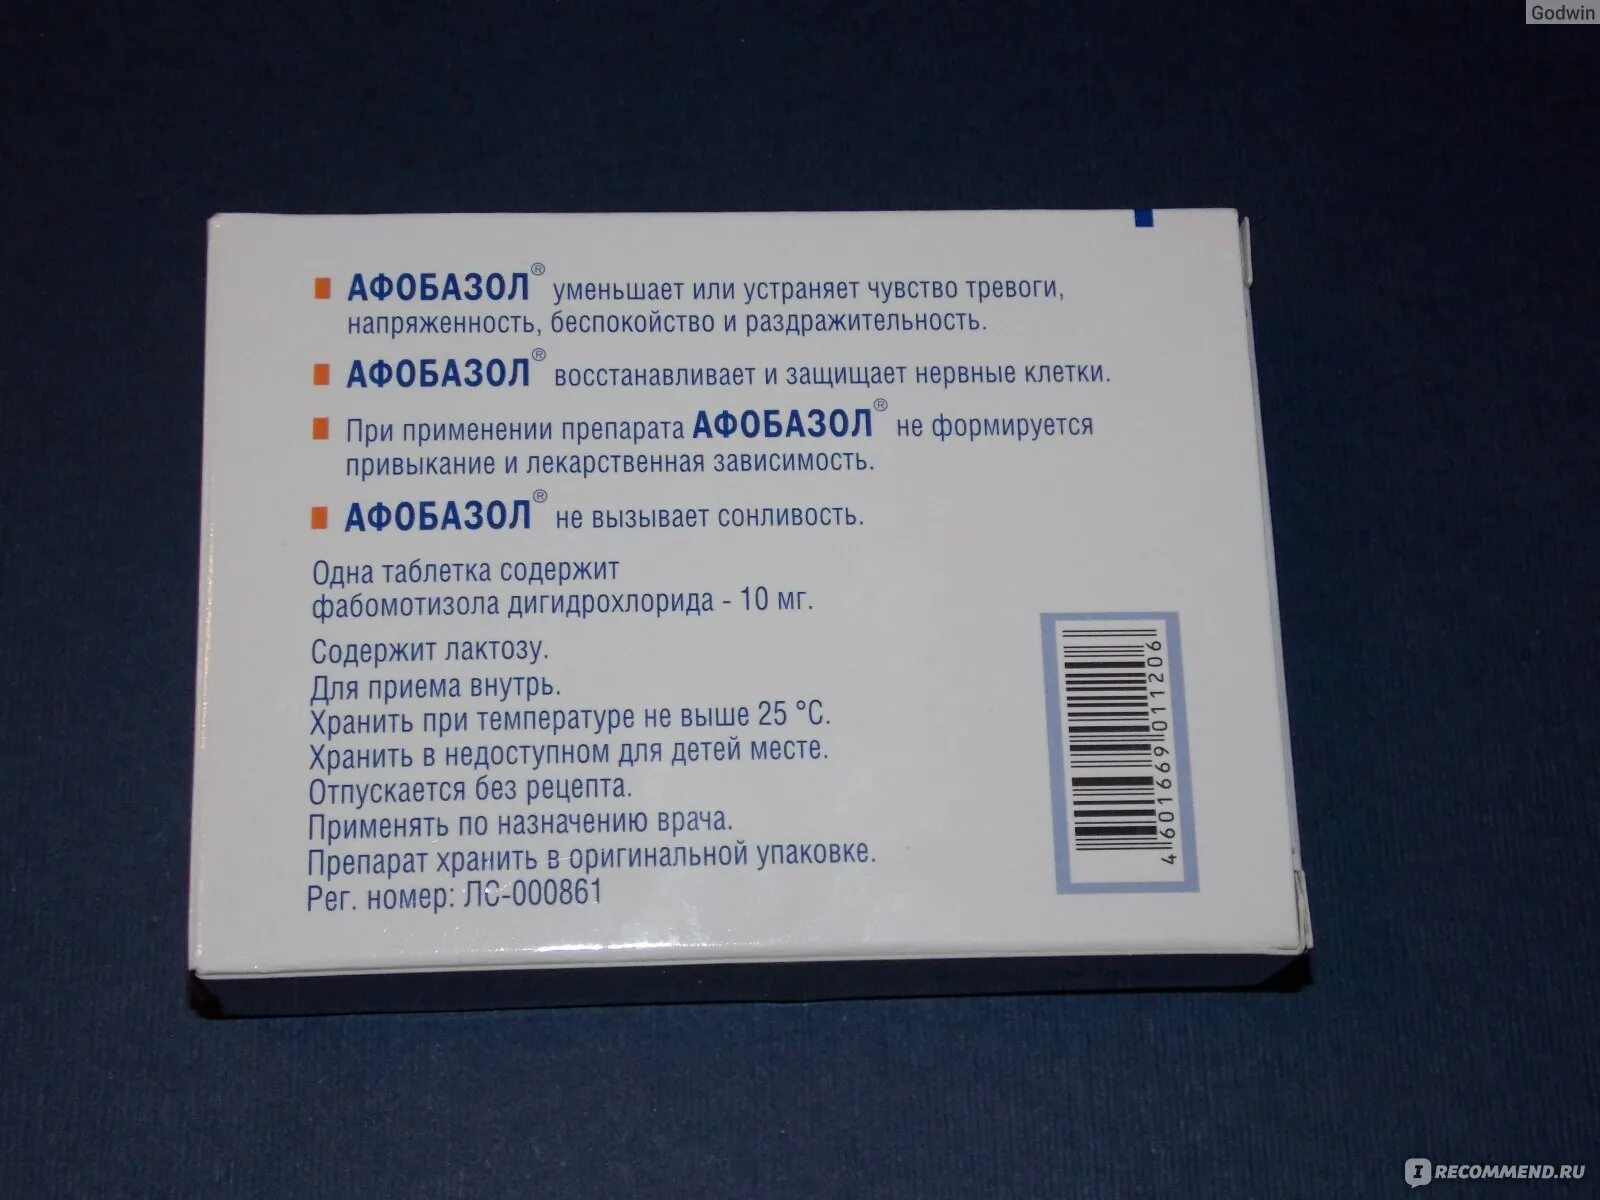 Godwin
АФОБАЗОЛ® уменьшает или устраняет чувство тревоги,
напряженность, беспокойство и раздражительность.
АФОБАЗОЛ® восстанавливает и защищает нервные клетки.
При применении препарата АФОБАЗОЛ® не формируется
привыкание и лекарственная зависимость.
АФОБАЗОЛ® не вызывает сонливость.
Одна таблетка содержит
фабомотизола дигидрохлорида - 10 мг.
Содержит лактозу.
Для приема внутрь.
Хранить при температуре не выше 25 °С.
Хранить в недоступном для детей месте.
Отпускается без рецепта.
Применять по назначению врача.
Препарат хранить в оригинальной упаковке.
Рег. номер: ЛС-000861
4 601669 011206
RECOMMEND.RU